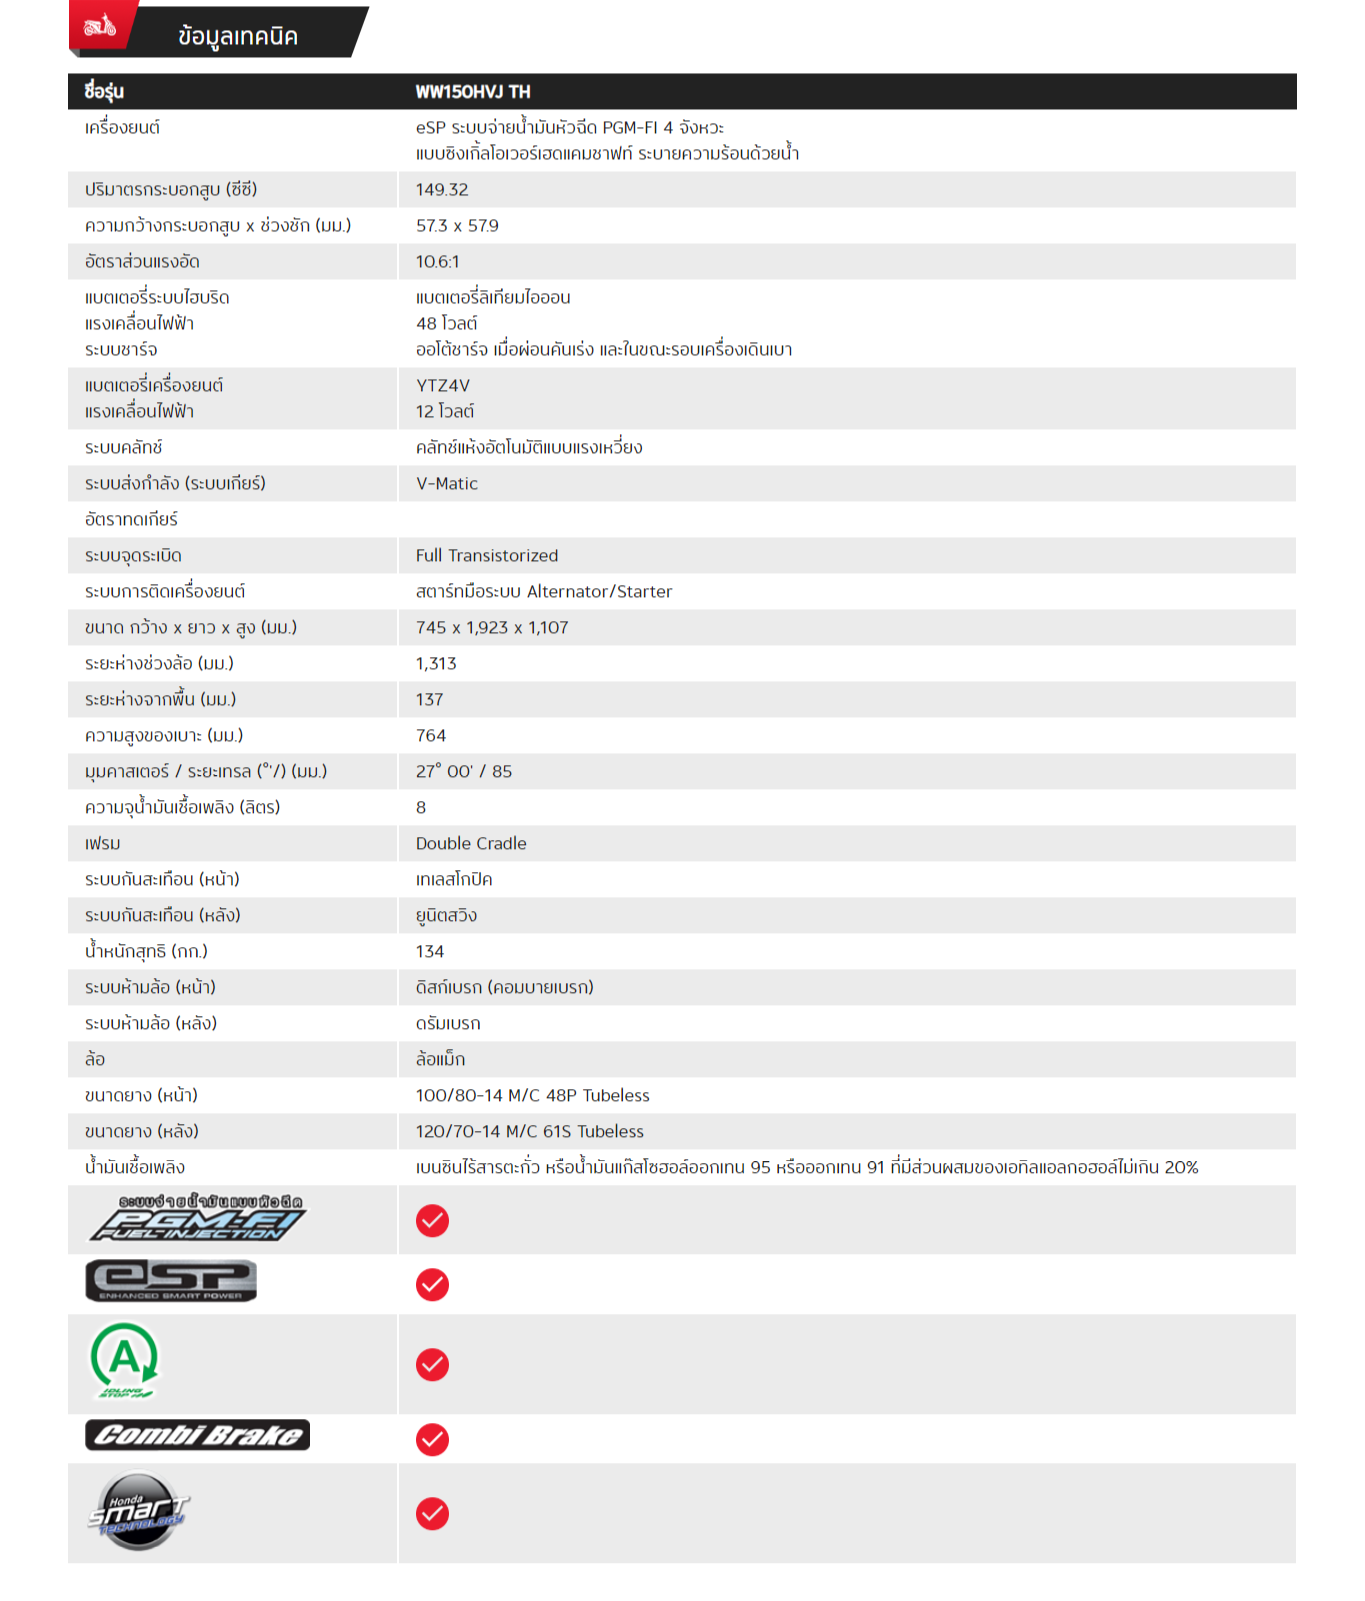 ข้อมูลเทคนิค
ชื่อรุ่น WW150HVJ TH
เครื่องยนต์ eSP ระบบจ่ายน้ำมันหัวฉีด PGM-FI 4 จังหวะ
แบบซิงเกิ้ลโอเวอร์เฮดแคมชาฟท์ ระบายความร้อนด้วยน้ำ
ปริมาตรกระบอกสูบ (ซีซี) 149.32
ความกว้างกระบอกสูบ x ช่วงชัก (มม.) 57.3 x 57.9
อัตราส่วนแรงอัด 10.6:1
แบตเตอรี่ระบบไฮบริด แบตเตอรี่ลิเทียมไอออน
แรงเคลื่อนไฟฟ้า 48 โวลต์
ระบบชาร์จ ออโต้ชาร์จ เมื่อผ่อนคันเร่ง และในขณะรอบเครื่องเดินเบา
แบตเตอรี่เครื่องยนต์ YTZ4V
แรงเคลื่อนไฟฟ้า 12 โวลต์
ระบบคลัทช์ คลัทช์แห้งอัตโนมัติแบบแรงเหวี่ยง
ระบบส่งกำลัง (ระบบเกียร์) V-Matic
อัตราทดเกียร์
ระบบจุดระเบิด Full Transistorized
ระบบการติดเครื่องยนต์ สตาร์ทมือระบบ Alternator/Starter
ขนาด กว้าง x ยาว x สูง (มม.) 745 x 1,923 x 1,107
ระยะห่างช่วงล้อ (มม.) 1,313
ระยะห่างจากพื้น (มม.) 137
ความสูงของเบาะ (มม.) 764
มุมคาสเตอร์ / ระยะเทรล (°'/) (มม.) 27° 00' / 85
ความจุน้ำมันเชื้อเพลิง (ลิตร) 8
เฟรม Double Cradle
ระบบกันสะเทือน (หน้า) เทเลสโกปิค
ระบบกันสะเทือน (หลัง) ยูนิตสวิง
น้ำหนักสุทธิ (กก.) 134
ระบบห้ามล้อ (หน้า) ดิสก์เบรก (คอมบายเบรก)
ระบบห้ามล้อ (หลัง) ดรัมเบรก
ล้อ ล้อแม็ก
ขนาดยาง (หน้า) 100/80-14 M/C 48P Tubeless
ขนาดยาง (หลัง) 120/70-14 M/C 61S Tubeless
น้ำมันเชื้อเพลิง เบนซินไร้สารตะกั่ว หรือน้ำมันแก๊สโซฮอล์ออกเทน 95 หรือออกเทน 91 ที่มีส่วนผสมของเอทิลแอลกอฮอล์ไม่เกิน 20%
ระบบจ่ายน้ำมันแบบหัวฉีด
PGM-FI
FUEL INJECTION
eSP
ENHANCED SMART POWER
A
IDLING
STOP
Combi Brake
Honda
smart
TECHNOLOGY